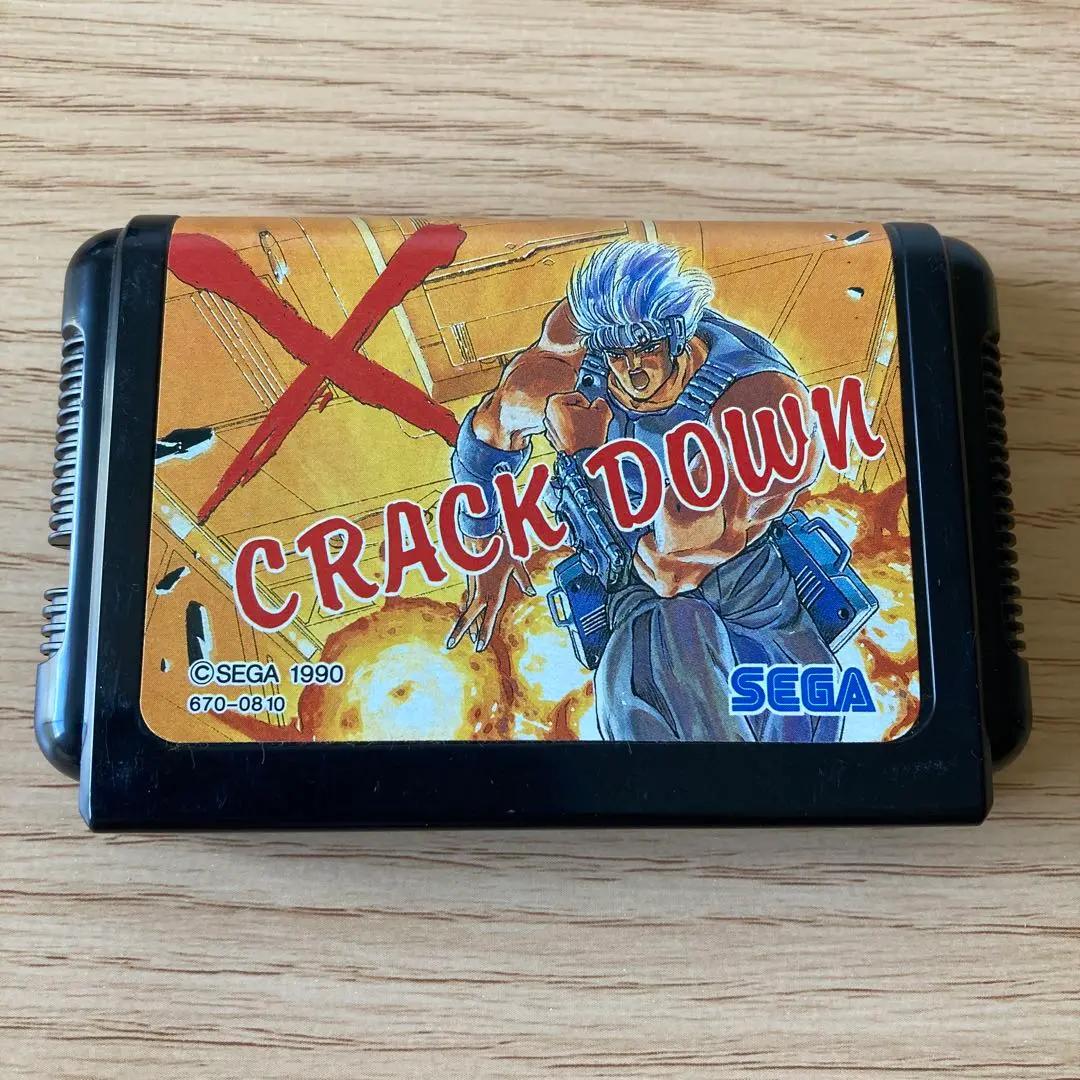 CRACK DOWN
©SEGA 1990
670-0810
SEGA